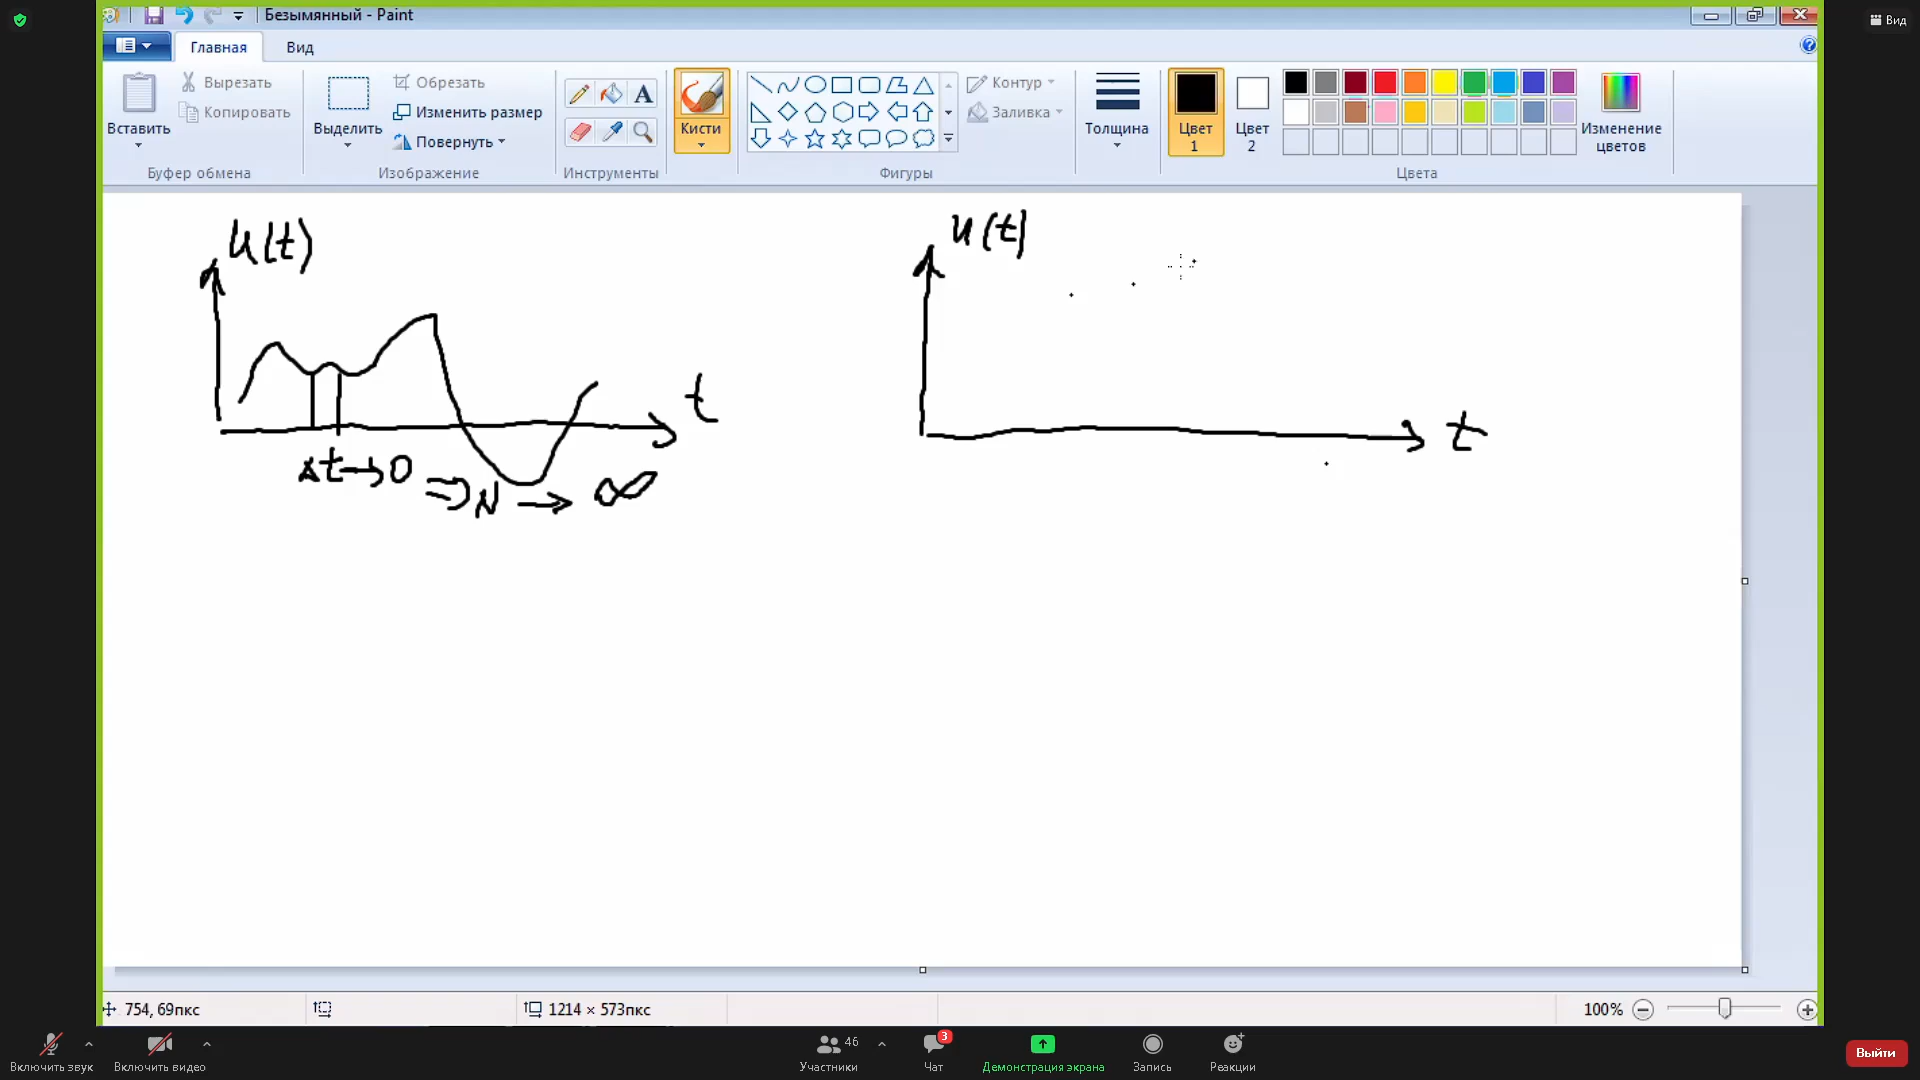 Вид
Безымянный - Paint
Главная
Вид
Вставить
Вырезать
Копировать
Буфер обмена
Выделить
Обрезать
Изменить размер
Повернуть
Изображение
A
Инструменты
Кисти
Фигуры
Контур
Заливка
Толщина
Цвет
1
Цвет
2
Изменение
цветов
Цвета
u(t)
t
Δt→0
⇒N → ∞
u(t)
t
754, 69пкс
1214 × 573пкс
100%
Включить звук
Включить видео
46
Участники
3
Чат
Демонстрация экрана
Запись
Реакции
Выйти